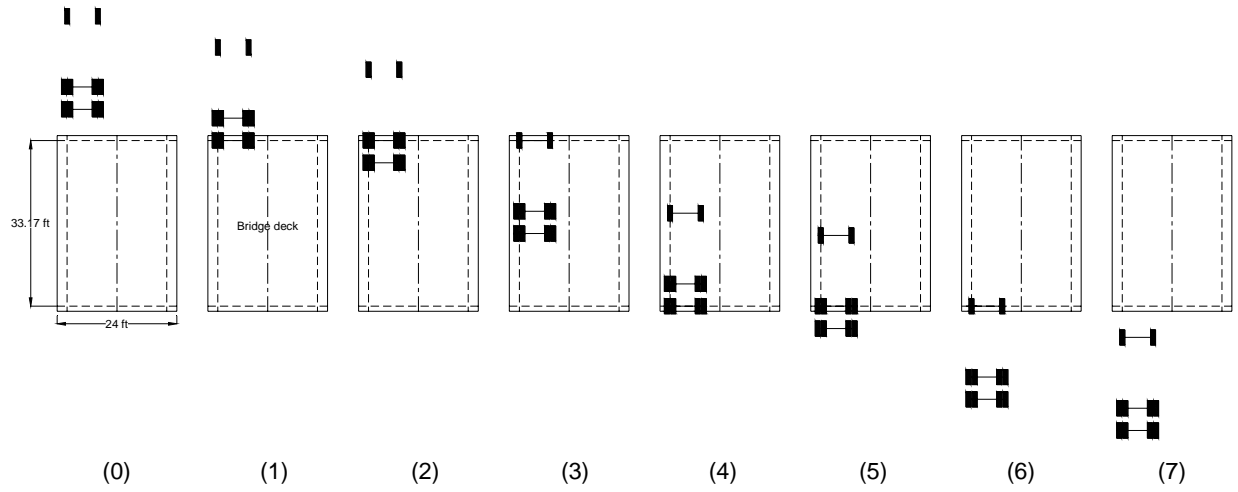 33.17 ft
Bridge deck
24 ft
(0) (1) (2) (3) (4) (5) (6) (7)